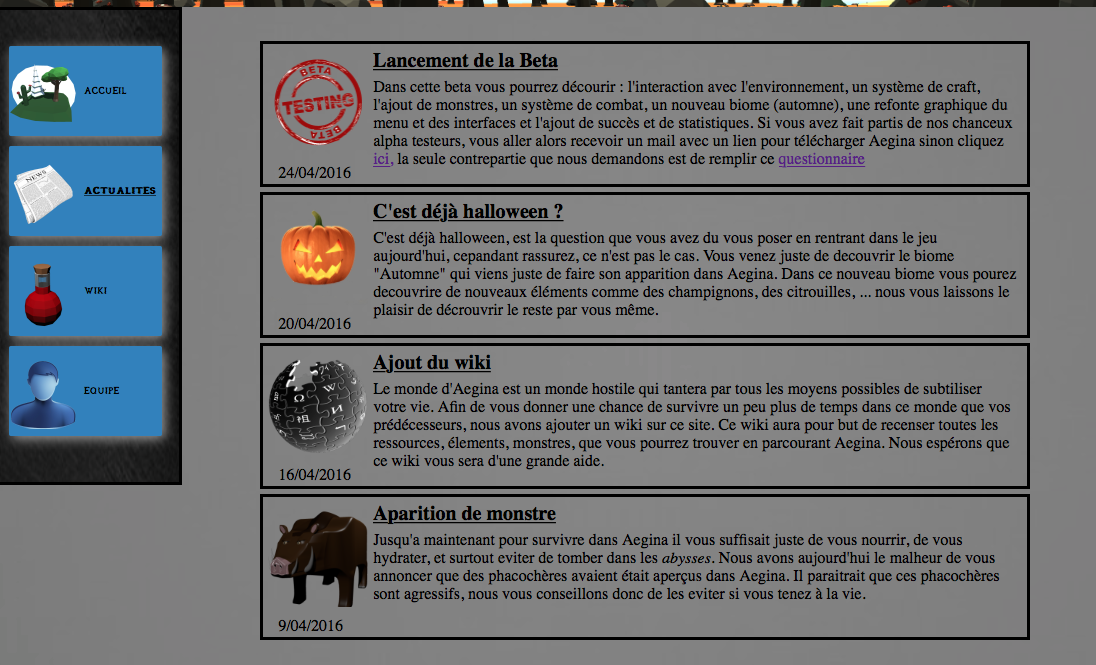 ACCUEIL
ACTUALITES
WIKI
EQUIPE
NEWS
BETA
TESTING
BETA
24/04/2016
Lancement de la Beta
Dans cette beta vous pourrez décourir : l'interaction avec l'environnement, un système de craft,
l'ajout de monstres, un système de combat, un nouveau biome (automne), une refonte graphique du
menu et des interfaces et l'ajout de succès et de statistiques. Si vous avez fait partis de nos chanceux
alpha testeurs, vous aller alors recevoir un mail avec un lien pour télécharger Aegina sinon cliquez
ici, la seule contrepartie que nous demandons est de remplir ce questionnaire
20/04/2016
C'est déjà halloween ?
C'est déjà halloween, est la question que vous avez du vous poser en rentrant dans le jeu
aujourd'hui, cepandant rassurez, ce n'est pas le cas. Vous venez juste de decouvrir le biome
"Automne" qui viens juste de faire son apparition dans Aegina. Dans ce nouveau biome vous pourez
decouvrire de nouveaux éléments comme des champignons, des citrouilles, ... nous vous laissons le
plaisir de décrouvrir le reste par vous même.
16/04/2016
Ajout du wiki
Le monde d'Aegina est un monde hostile qui tantera par tous les moyens possibles de subtiliser
votre vie. Afin de vous donner une chance de survivre un peu plus de temps dans ce monde que vos
prédécesseurs, nous avons ajouter un wiki sur ce site. Ce wiki aura pour but de recenser toutes les
ressources, élements, monstres, que vous pourrez trouver en parcourant Aegina. Nous espérons que
ce wiki vous sera d'une grande aide.
9/04/2016
Aparition de monstre
Jusqu'a maintenant pour survivre dans Aegina il vous suffisait juste de vous nourrir, de vous
hydrater, et surtout eviter de tomber dans les abysses. Nous avons aujourd'hui le malheur de vous
annoncer que des phacochères avaient était aperçus dans Aegina. Il paraitrait que ces phacochères
sont agressifs, nous vous conseillons donc de les eviter si vous tenez à la vie.